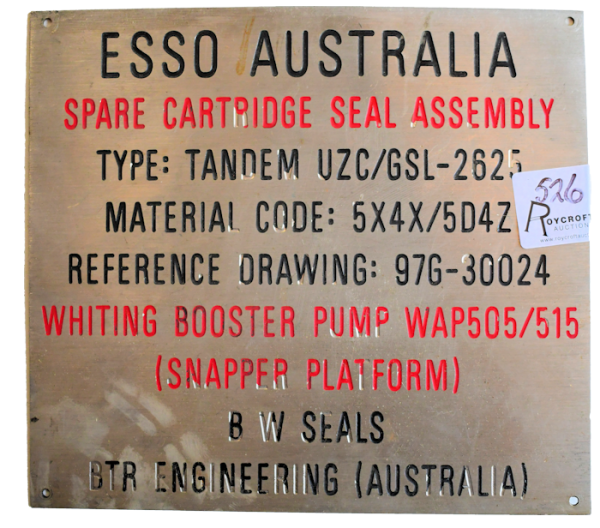 ESSO AUSTRALIA
SPARE CARTRIDGE SEAL ASSEMBLY
TYPE: TANDEM UZC/GSL-2625
526
MATERIAL CODE: 5X4X/5D4Z
ROYCROFT
AUCTION
REFERENCE DRAWING: 97G-30024
WHITING BOOSTER PUMP WAP505/515
(SNAPPER PLATFORM)
B W SEALS
BTR ENGINEERING (AUSTRALIA)